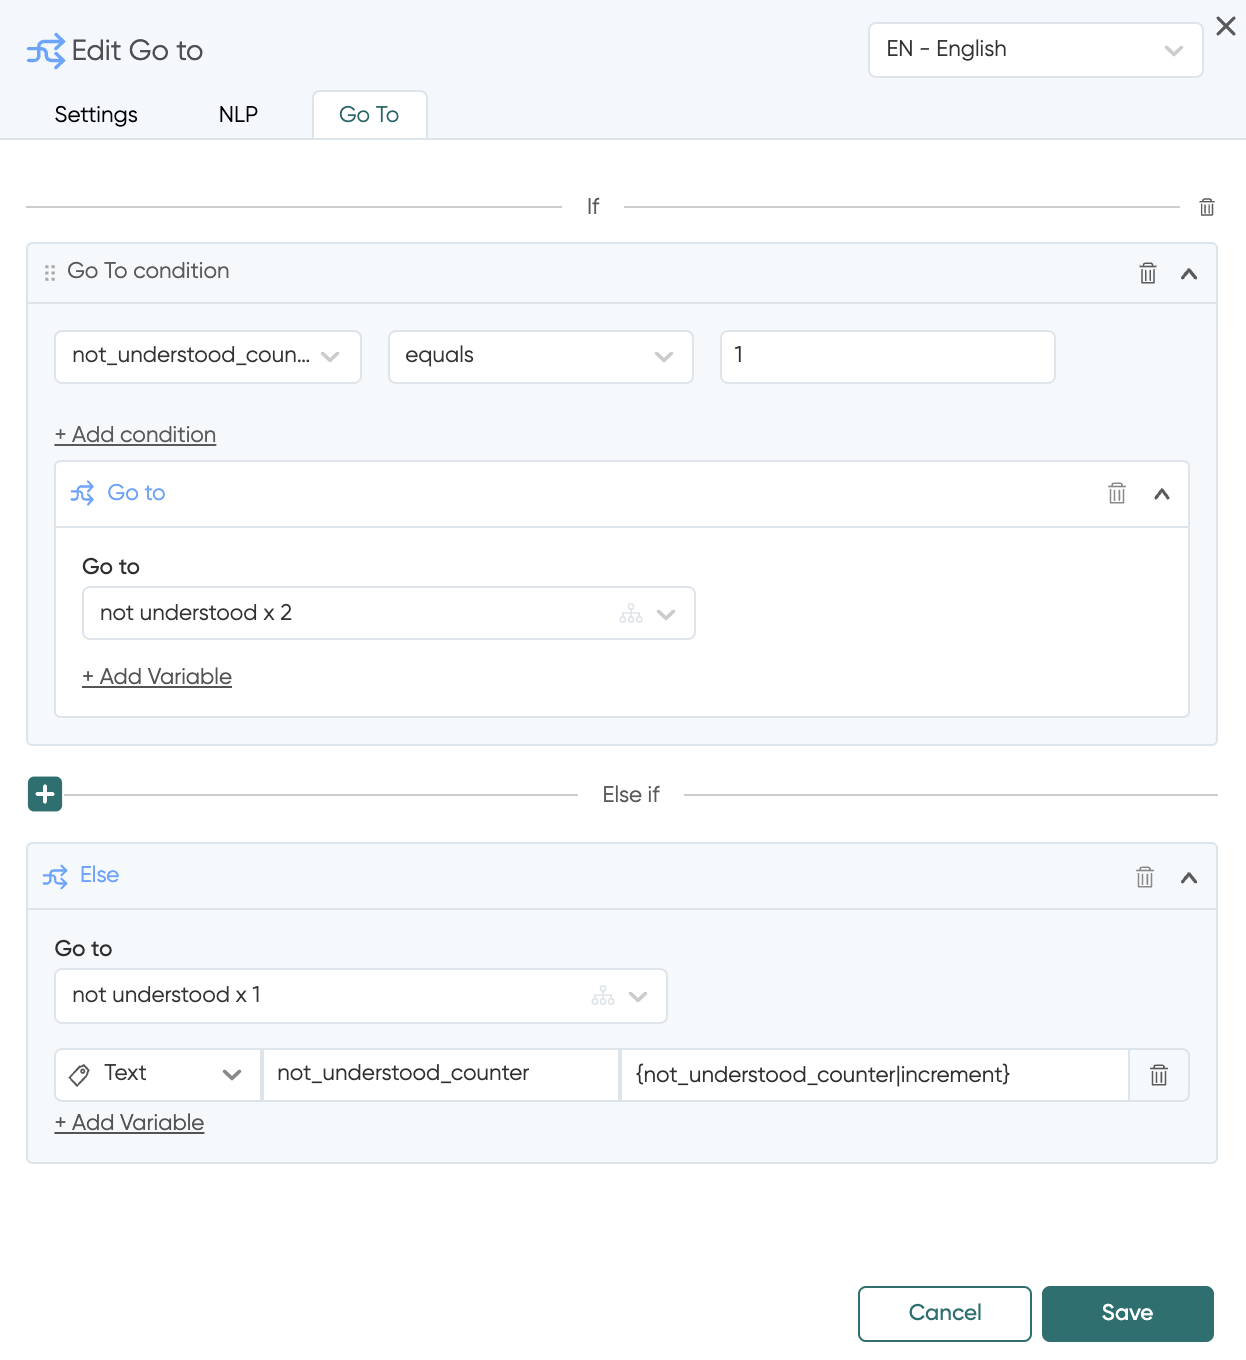 Edit Go to
EN - English
Settings
NLP
Go To
If
Go To condition
not_understood_coun...
equals
1
+ Add condition
Go to
Go to
not understood x 2
+ Add Variable
Else if
Else
Go to
not understood x 1
Text
not_understood_counter
{not_understood_counter|increment}
+ Add Variable
Cancel
Save